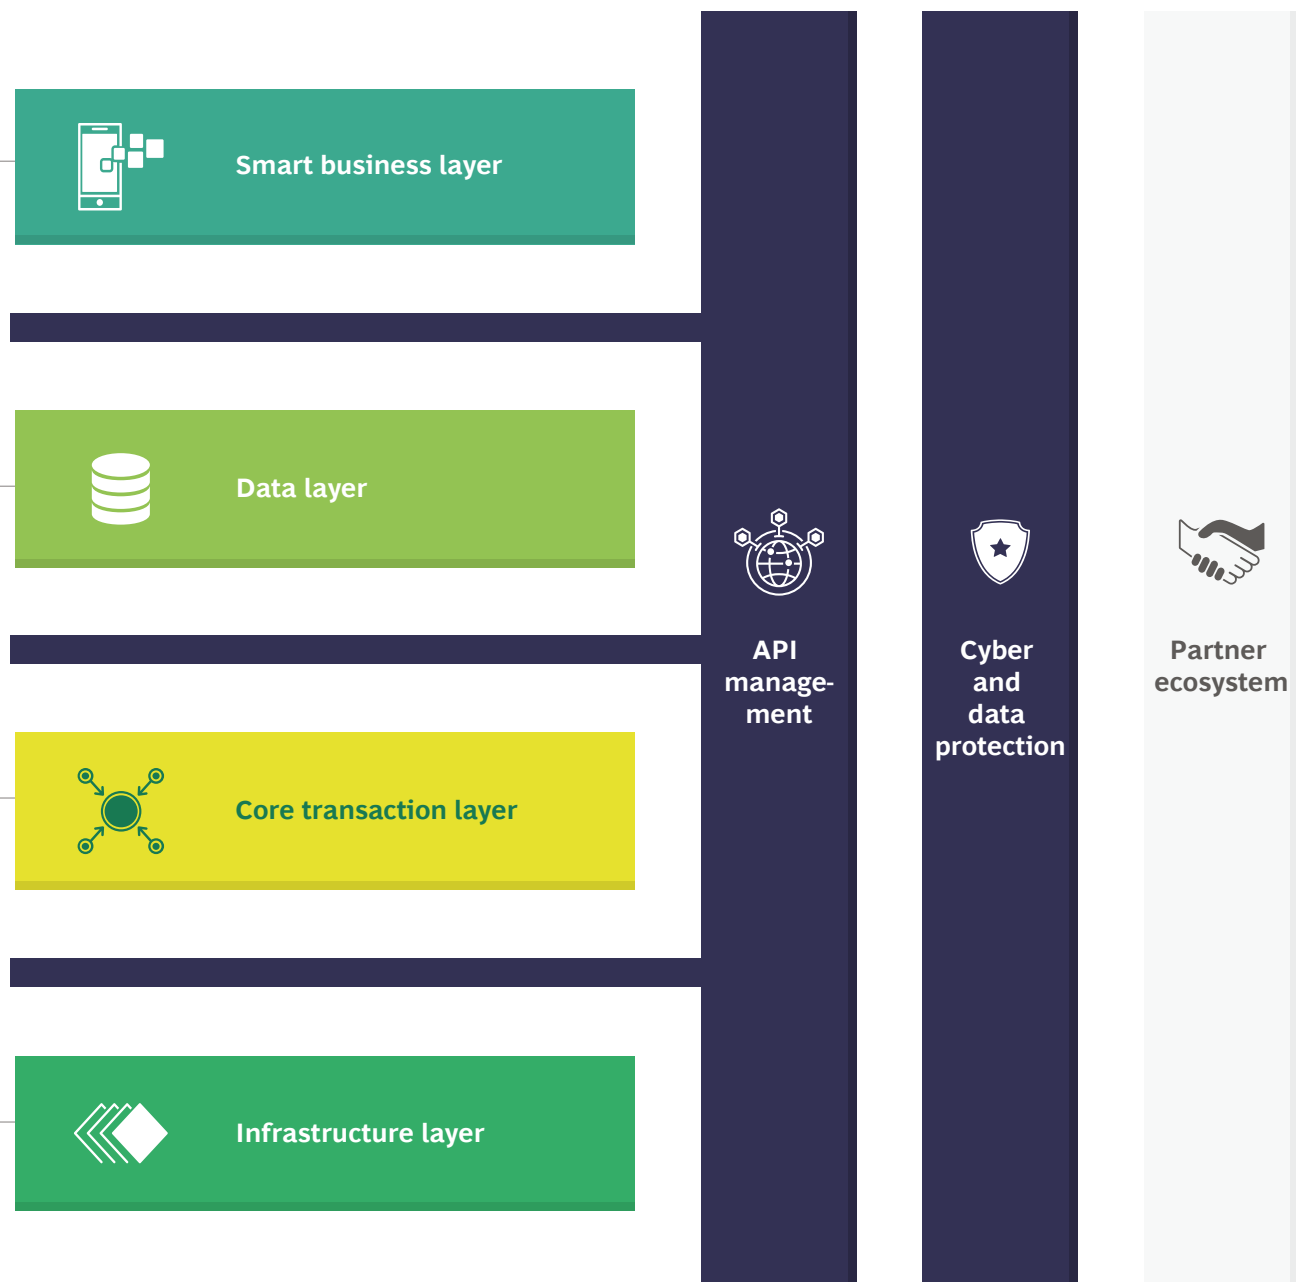 Smart business layer
Data layer
Core transaction layer
Infrastructure layer
API
manage-
ment
Cyber
and
data
protection
Partner
ecosystem